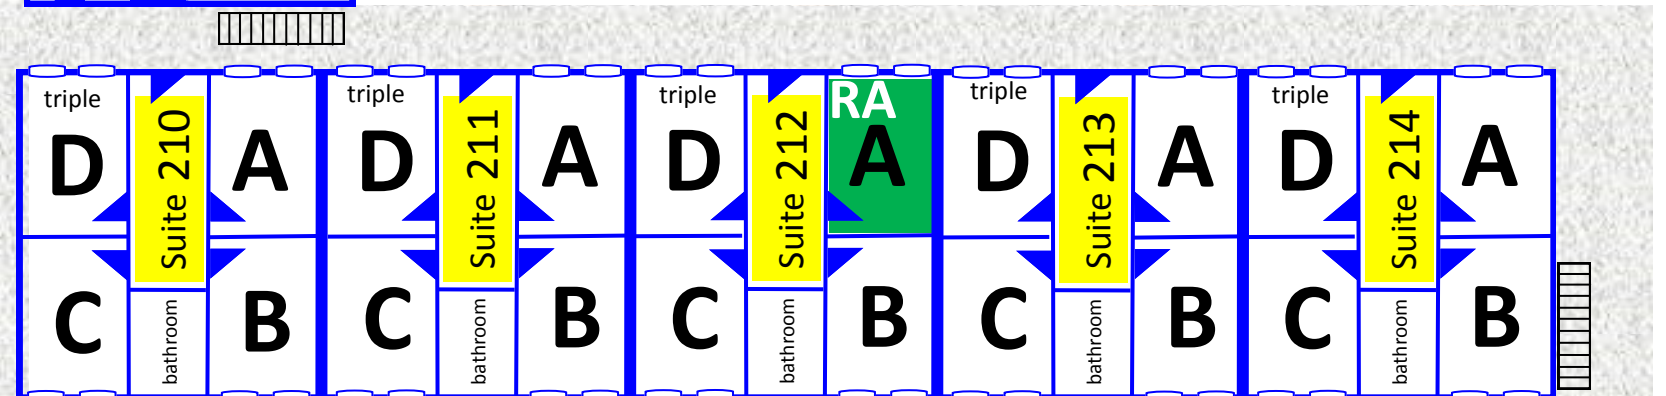 triple
D
Suite 210
A
C
bathroom
B
triple
D
Suite 211
A
C
bathroom
B
triple
D
Suite 212
RA
A
C
bathroom
B
triple
D
Suite 213
A
C
bathroom
B
triple
D
Suite 214
A
C
bathroom
B